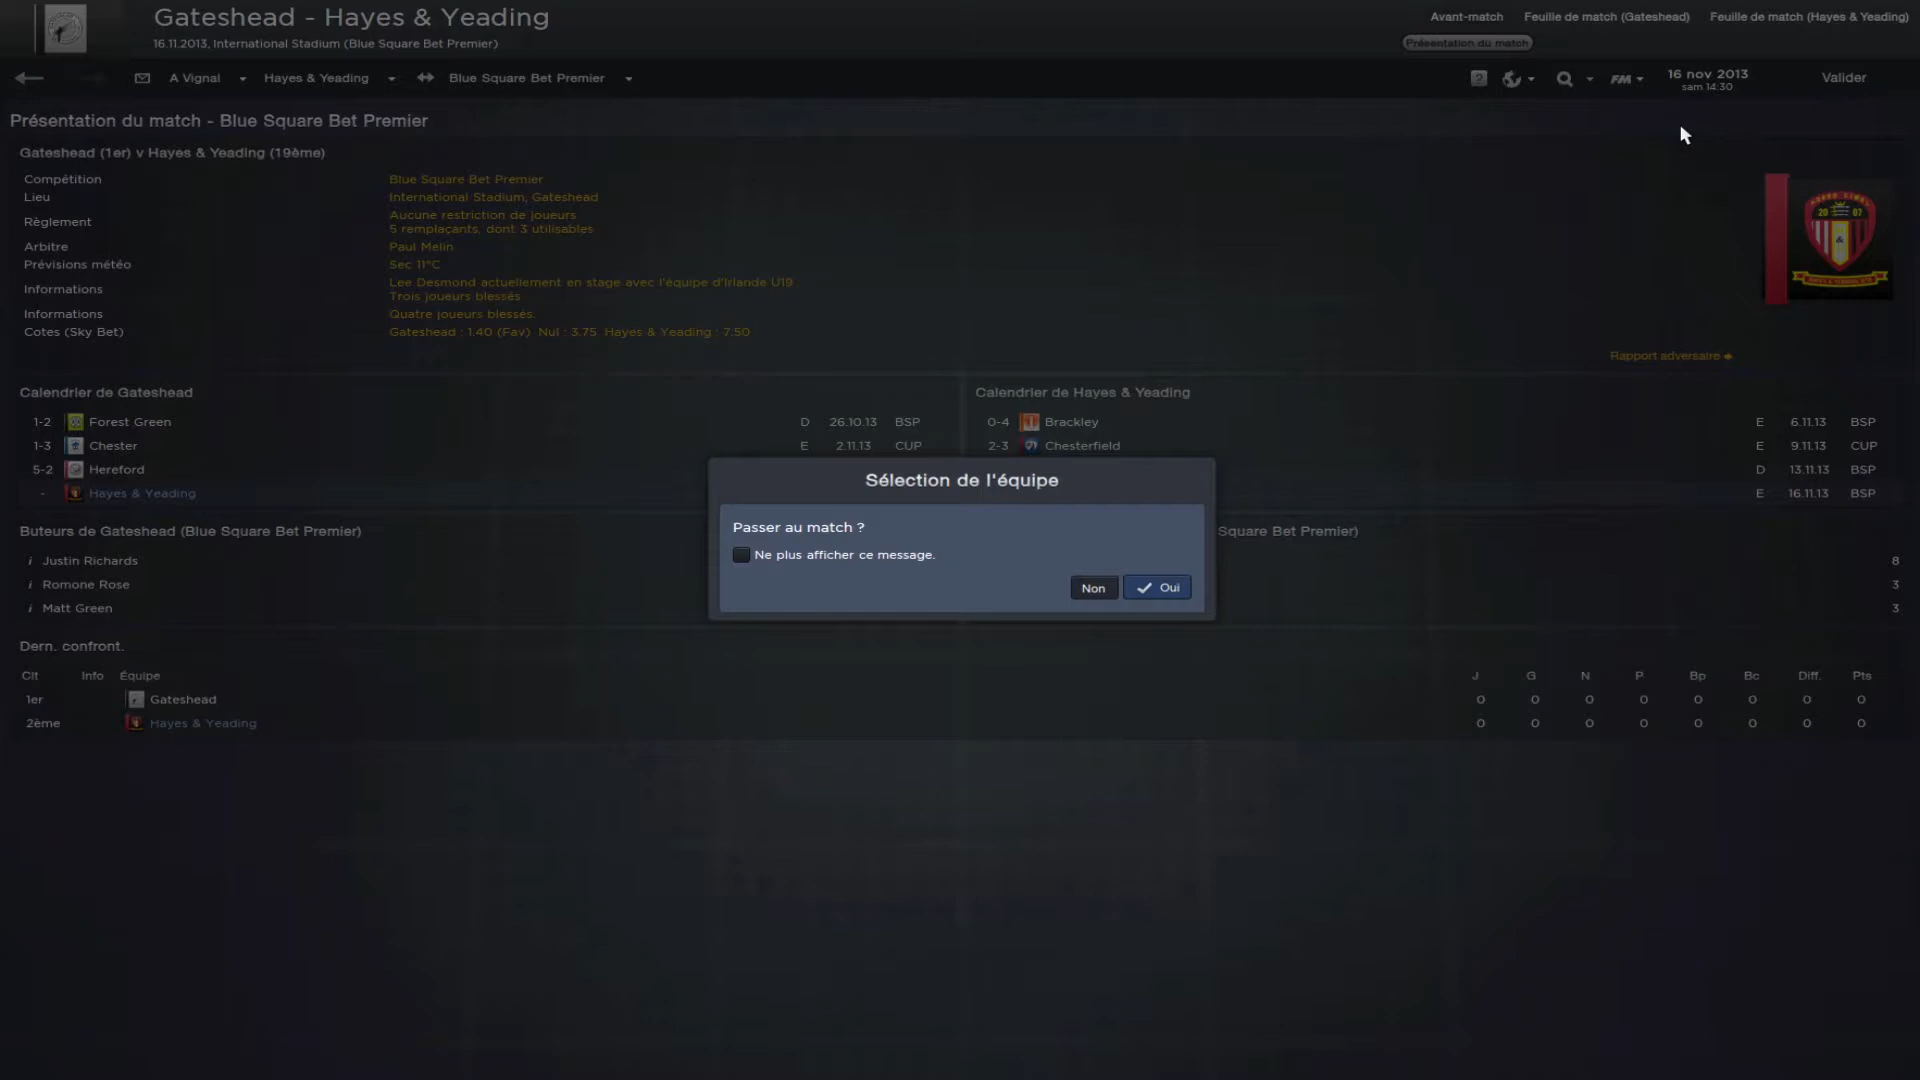 Gateshead - Hayes & Yeading
16.11.2013, International Stadium (Blue Square Bet Premier)
Avant-match Feuille de match (Gateshead) Feuille de match (Hayes & Yeading)
Présentation du match
A Vignal Hayes & Yeading Blue Square Bet Premier
2 FM 16 nov 2013 Valider
sam 14:30
Présentation du match - Blue Square Bet Premier
Gateshead (1er) v Hayes & Yeading (19ème)
Compétition Blue Square Bet Premier
Lieu International Stadium, Gateshead
Règlement Aucune restriction de joueurs
5 remplaçants, dont 3 utilisables
Arbitre Paul Melin
Prévisions météo Sec 11°C
Informations Lee Desmond actuellement en stage avec l'équipe d'Irlande U19
Trois joueurs blessés
Informations Quatre joueurs blessés.
Cotes (Sky Bet) Gateshead : 1.40 (Fav) Nul : 3.75 Hayes & Yeading : 7.50
20 07
&
Rapport adversaire
Calendrier de Gateshead
1-2 Forest Green D 26.10.13 BSP
1-3 Chester E 2.11.13 CUP
5-2 Hereford
- Hayes & Yeading
Calendrier de Hayes & Yeading
0-4 Brackley E 6.11.13 BSP
2-3 Chesterfield E 9.11.13 CUP
D 13.11.13 BSP
E 16.11.13 BSP
Sélection de l'équipe
Passer au match ?
Ne plus afficher ce message.
Non Oui
Buteurs de Gateshead (Blue Square Bet Premier)
i Justin Richards
i Romone Rose
i Matt Green
Square Bet Premier)
8
3
3
Dern. confront.
Clt Info Équipe J G N P Bp Bc Diff. Pts
1er Gateshead 0 0 0 0 0 0 0 0
2ème Hayes & Yeading 0 0 0 0 0 0 0 0